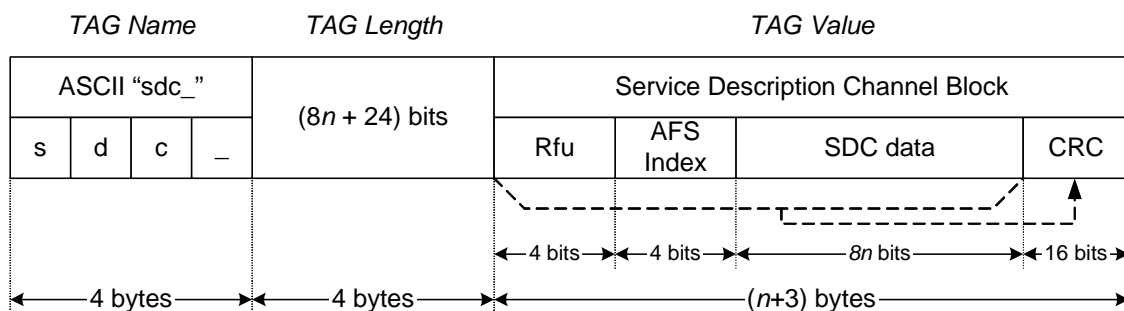 TAG Name TAG Length TAG Value
ASCII “sdc_” (8n + 24) bits Service Description Channel Block
s d c _ Rfu AFS Index SDC data CRC
4 bits 4 bits 8n bits 16 bits
4 bytes 4 bytes (n+3) bytes